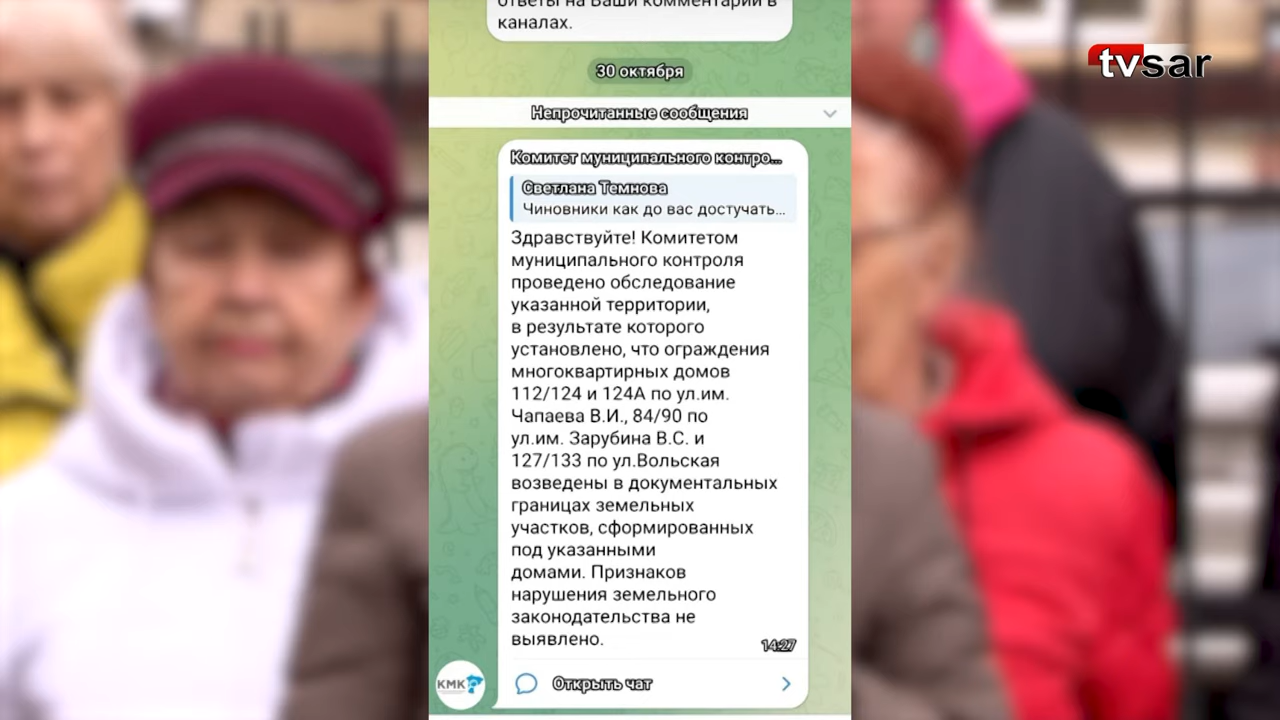 ответы на Ваши комментарии в
каналах.
tvsar
30 октября
Непрочитанные сообщения
Комитет муниципального контро...
Светлана Темнова
Чиновники как до вас достучать...
Здравствуйте! Комитетом
муниципального контроля
проведено обследование
указанной территории,
в результате которого
установлено, что ограждения
многоквартирных домов
112/124 и 124А по ул.им.
Чапаева В.И., 84/90 по
ул.им. Зарубина В.С. и
127/133 по ул.Вольская
возведены в документальных
границах земельных
участков, сформированных
под указанными
домами. Признаков
нарушения земельного
законодательства не
выявлено.
14:27
КМК
Открыть чат